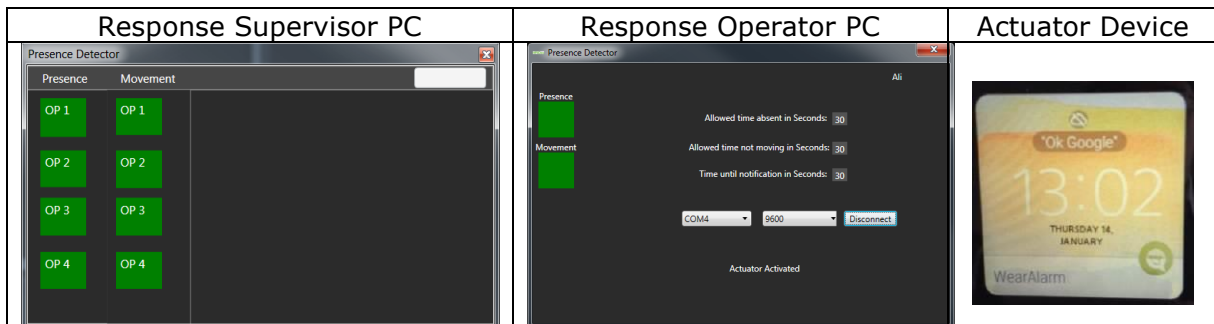 Response Supervisor PC
Response Operator PC
Actuator Device
Presence Detector
Presence Movement
OP 1 OP 1
OP 2 OP 2
OP 3 OP 3
OP 4 OP 4
Presence Detector
Ali
Presence
Allowed time absent in Seconds: 30
Movement
Allowed time not moving in Seconds: 30
Time until notification in Seconds: 30
COM4 9600 Disconnect
Actuator Activated
"Ok Google"
13:02
THURSDAY 14,
JANUARY
WearAlarm